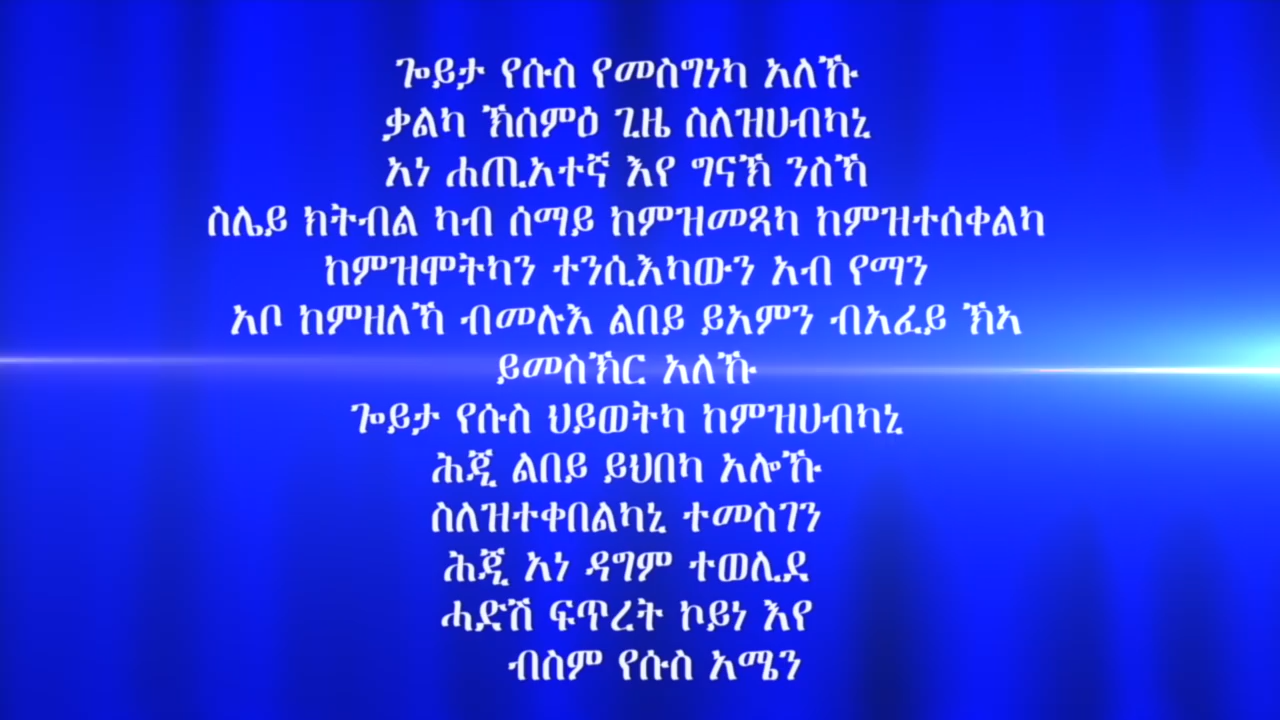 ጐይታ የሱስ የመስግነካ አለኹ
ቃልካ ኽሰምዕ ጊዜ ስለዝሀብካኒ
አነ ሐጢአተኛ እየ ግናኽ ንስኻ
ስሌይ ክትብል ካብ ሰማይ ከምዝመጻካ ከምዝተሰቀልካ
ከምዝሞትካን ተንሲእካውን አብ የማን
አቦ ከምዘለኻ ብመሉእ ልበይ ይአምን ብአፈይ ኽኣ
ይመስኽር አለኹ
ጐይታ የሱስ ህይወትካ ከምዝሀብካኒ
ሕጂ ልበይ ይህበካ አሎኹ
ስለዝተቀበልካኒ ተመስገን
ሕጂ አነ ዳግም ተወሊደ
ሓድሽ ፍጥረት ኮይነ እየ
ብስም የሱስ አሜን